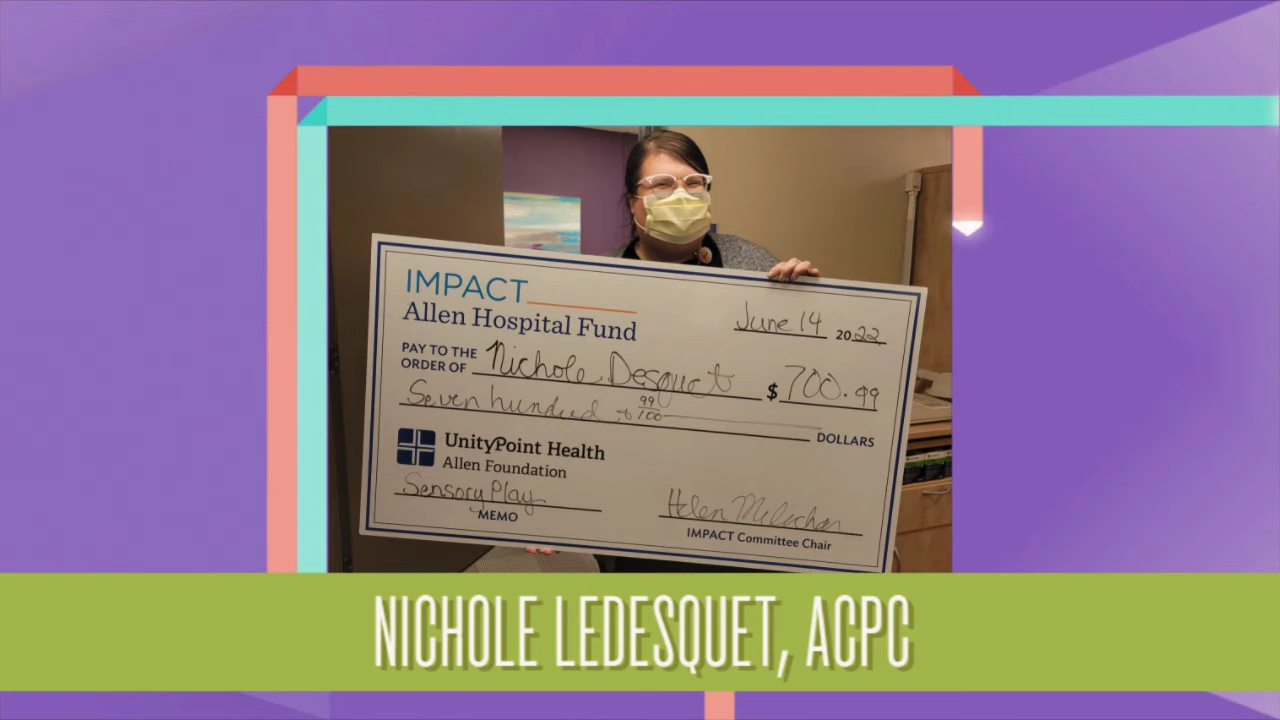 IMPACT
Allen Hospital Fund
June 14 2022
PAY TO THE
ORDER OF Nichole Desquet $700.99
Seven hundred + 99/100 DOLLARS
UnityPoint Health
Allen Foundation
Sensory Play
MEMO
Helen
IMPACT Committee Chair
NICHOLE LEDESQUET, ACPC